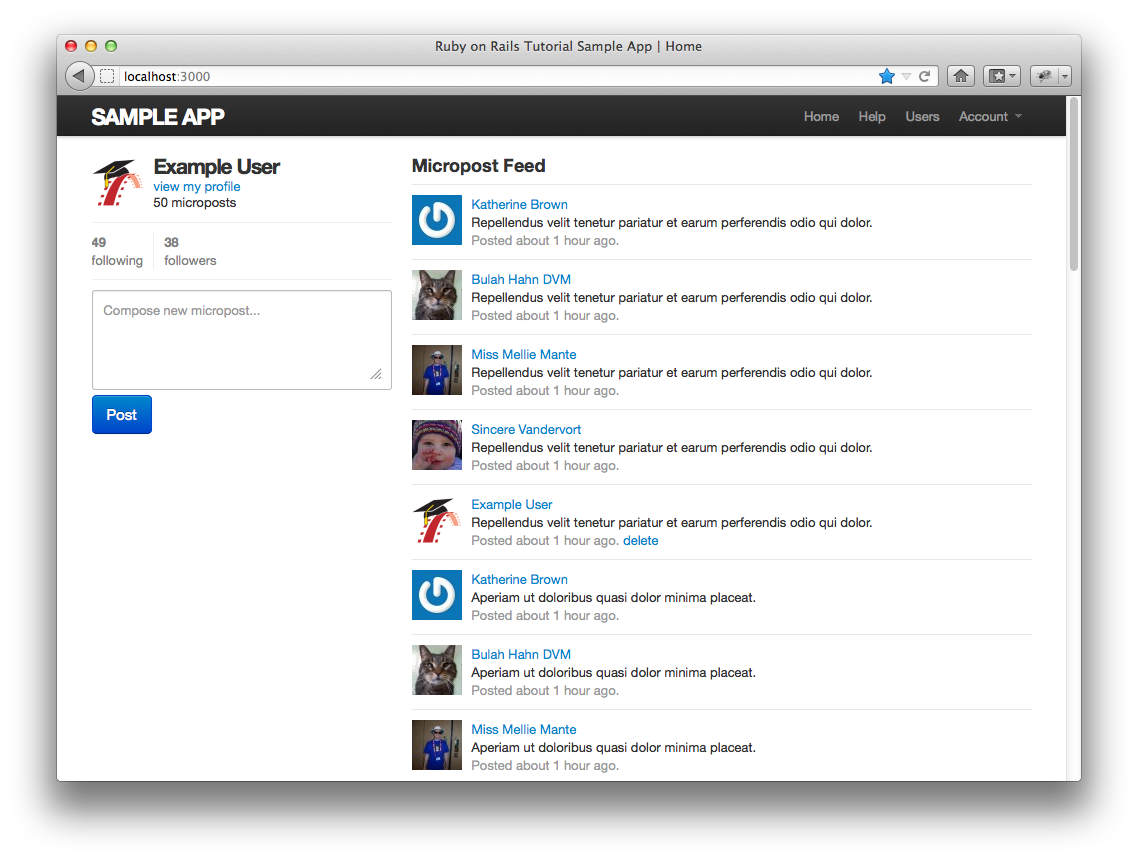 Ruby on Rails Tutorial Sample App | Home
localhost:3000
SAMPLE APP
Home Help Users Account
Example User
view my profile
50 microposts
49 following
38 followers
Compose new micropost...
Post
Micropost Feed
Katherine Brown
Repellendus velit tenetur pariatur et earum perferendis odio qui dolor.
Posted about 1 hour ago.
Bulah Hahn DVM
Repellendus velit tenetur pariatur et earum perferendis odio qui dolor.
Posted about 1 hour ago.
Miss Mellie Mante
Repellendus velit tenetur pariatur et earum perferendis odio qui dolor.
Posted about 1 hour ago.
Sincere Vandervort
Repellendus velit tenetur pariatur et earum perferendis odio qui dolor.
Posted about 1 hour ago.
Example User
Repellendus velit tenetur pariatur et earum perferendis odio qui dolor.
Posted about 1 hour ago. delete
Katherine Brown
Aperiam ut doloribus quasi dolor minima placeat.
Posted about 1 hour ago.
Bulah Hahn DVM
Aperiam ut doloribus quasi dolor minima placeat.
Posted about 1 hour ago.
Miss Mellie Mante
Aperiam ut doloribus quasi dolor minima placeat.
Posted about 1 hour ago.